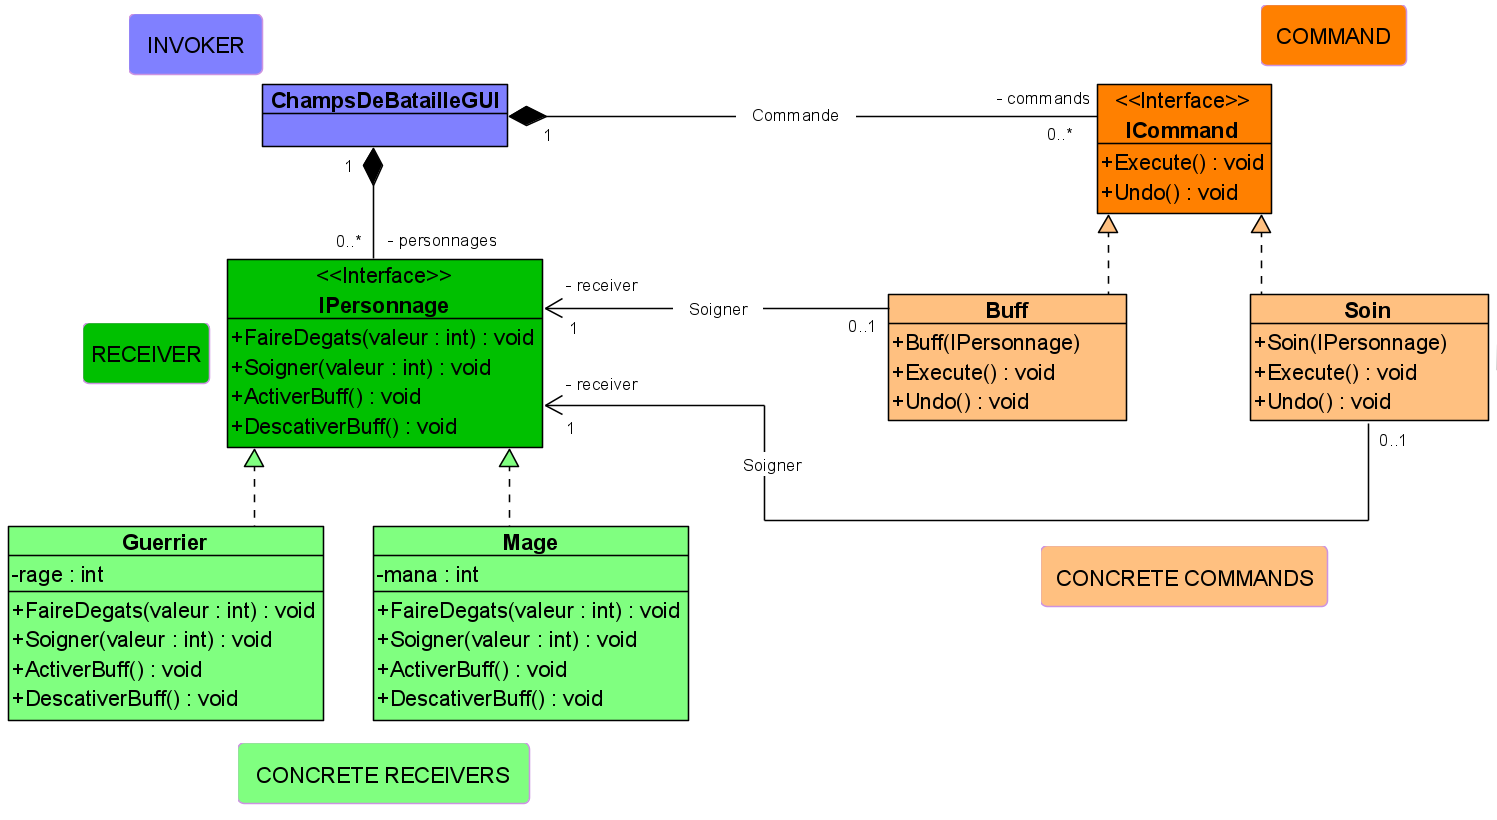 INVOKER
COMMAND
ChampsDeBatailleGUI
1
Commande
- commands
0..*
<<Interface>>
ICommand
+Execute() : void
+Undo() : void
1
0..*
- personnages
<<Interface>>
IPersonnage
+FaireDegats(valeur : int) : void
+Soigner(valeur : int) : void
+ActiverBuff() : void
+DescativerBuff() : void
RECEIVER
- receiver
1
Soigner
0..1
Buff
+Buff(IPersonnage)
+Execute() : void
+Undo() : void
Soin
+Soin(IPersonnage)
+Execute() : void
+Undo() : void
- receiver
1
Soigner
0..1
Guerrier
-rage : int
+FaireDegats(valeur : int) : void
+Soigner(valeur : int) : void
+ActiverBuff() : void
+DescativerBuff() : void
Mage
-mana : int
+FaireDegats(valeur : int) : void
+Soigner(valeur : int) : void
+ActiverBuff() : void
+DescativerBuff() : void
CONCRETE COMMANDS
CONCRETE RECEIVERS